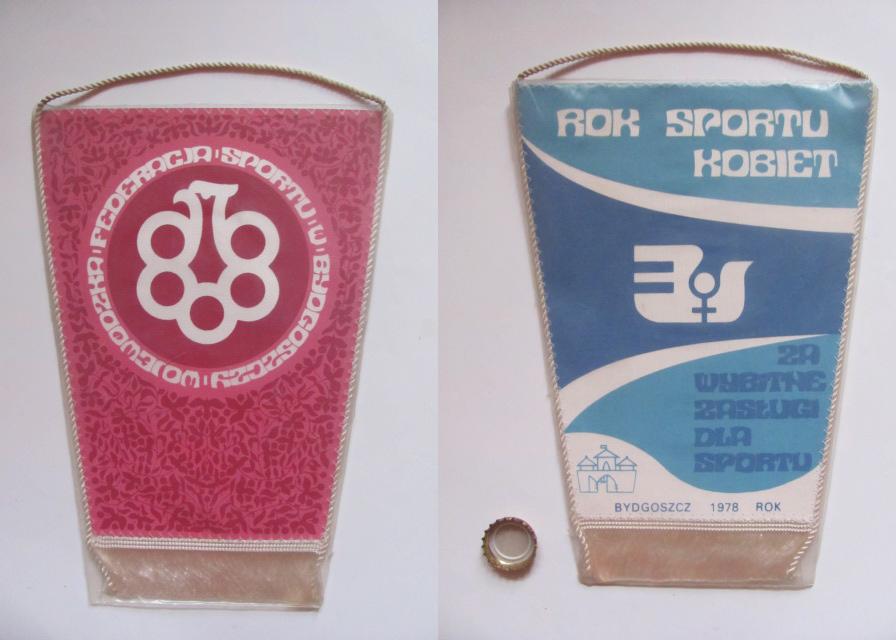 WOJEWÓDZKA FEDERACJA SPORTU W BYDGOSZCZY
ROK SPORTU
KOBIET
ZA
WYBITNE
ZASŁUGI
DLA
SPORTU
BYDGOSZCZ 1978 ROK